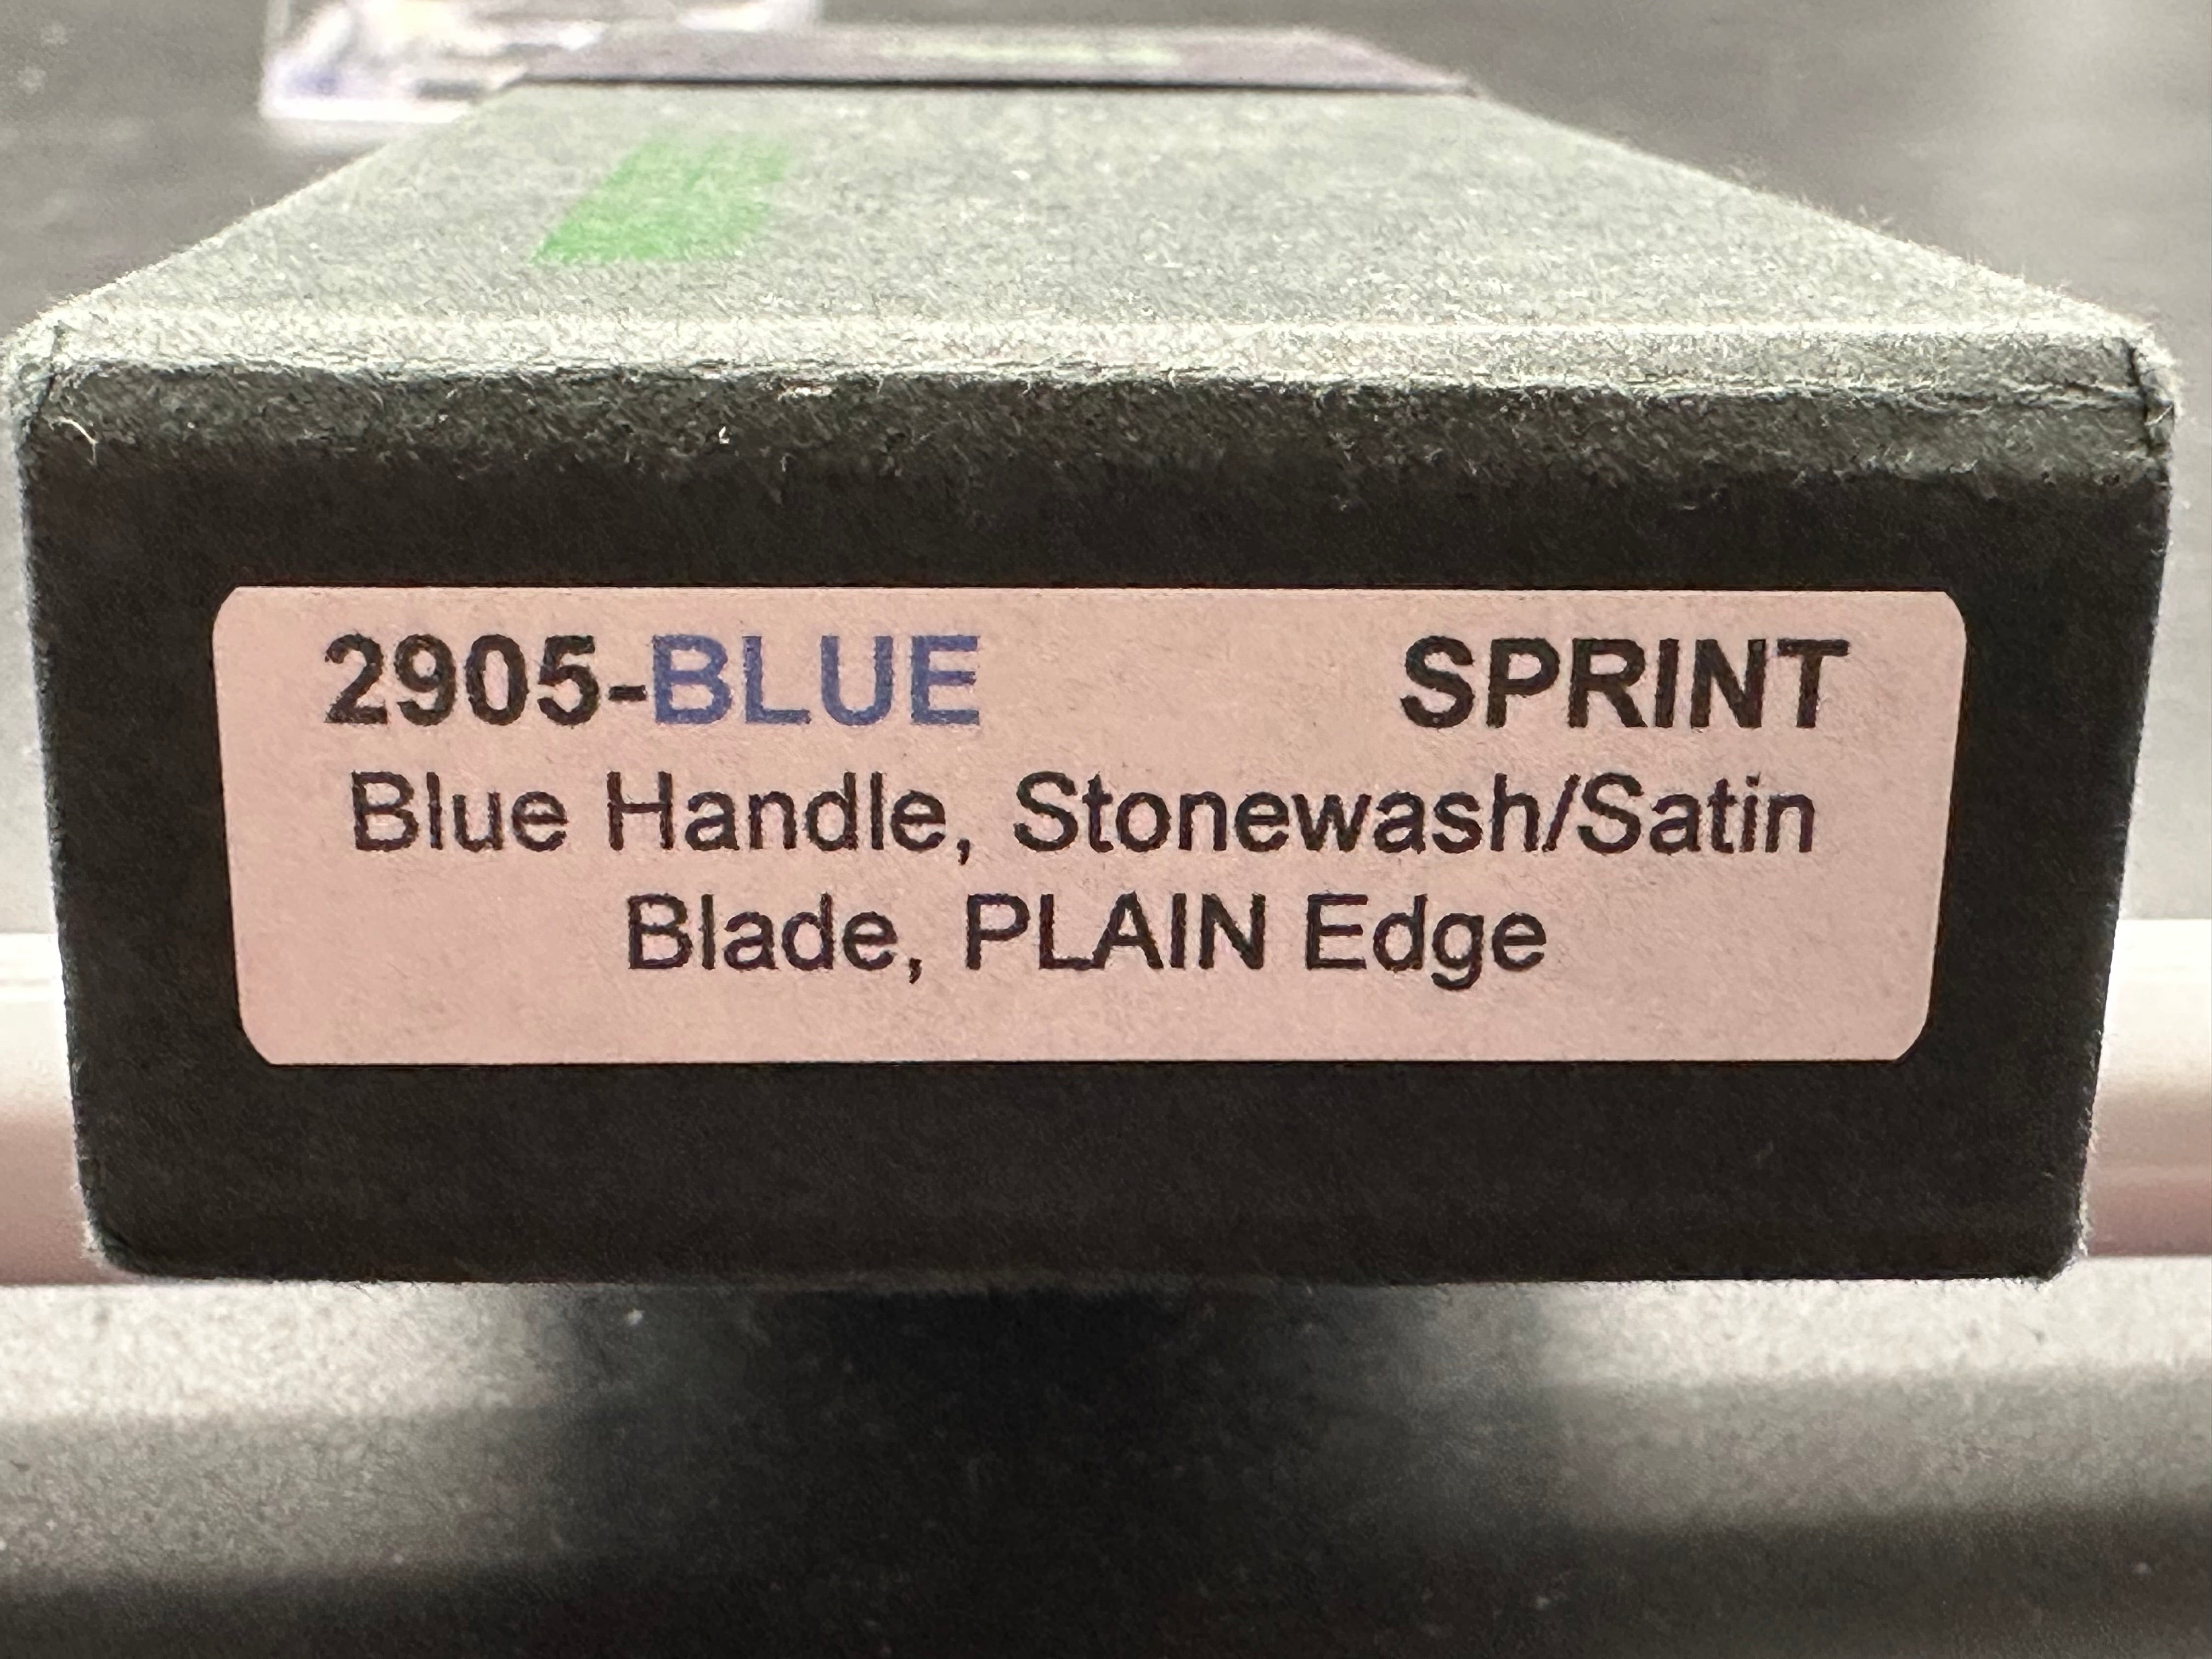 2905-BLUE SPRINT
Blue Handle, Stonewash/Satin
Blade, PLAIN Edge